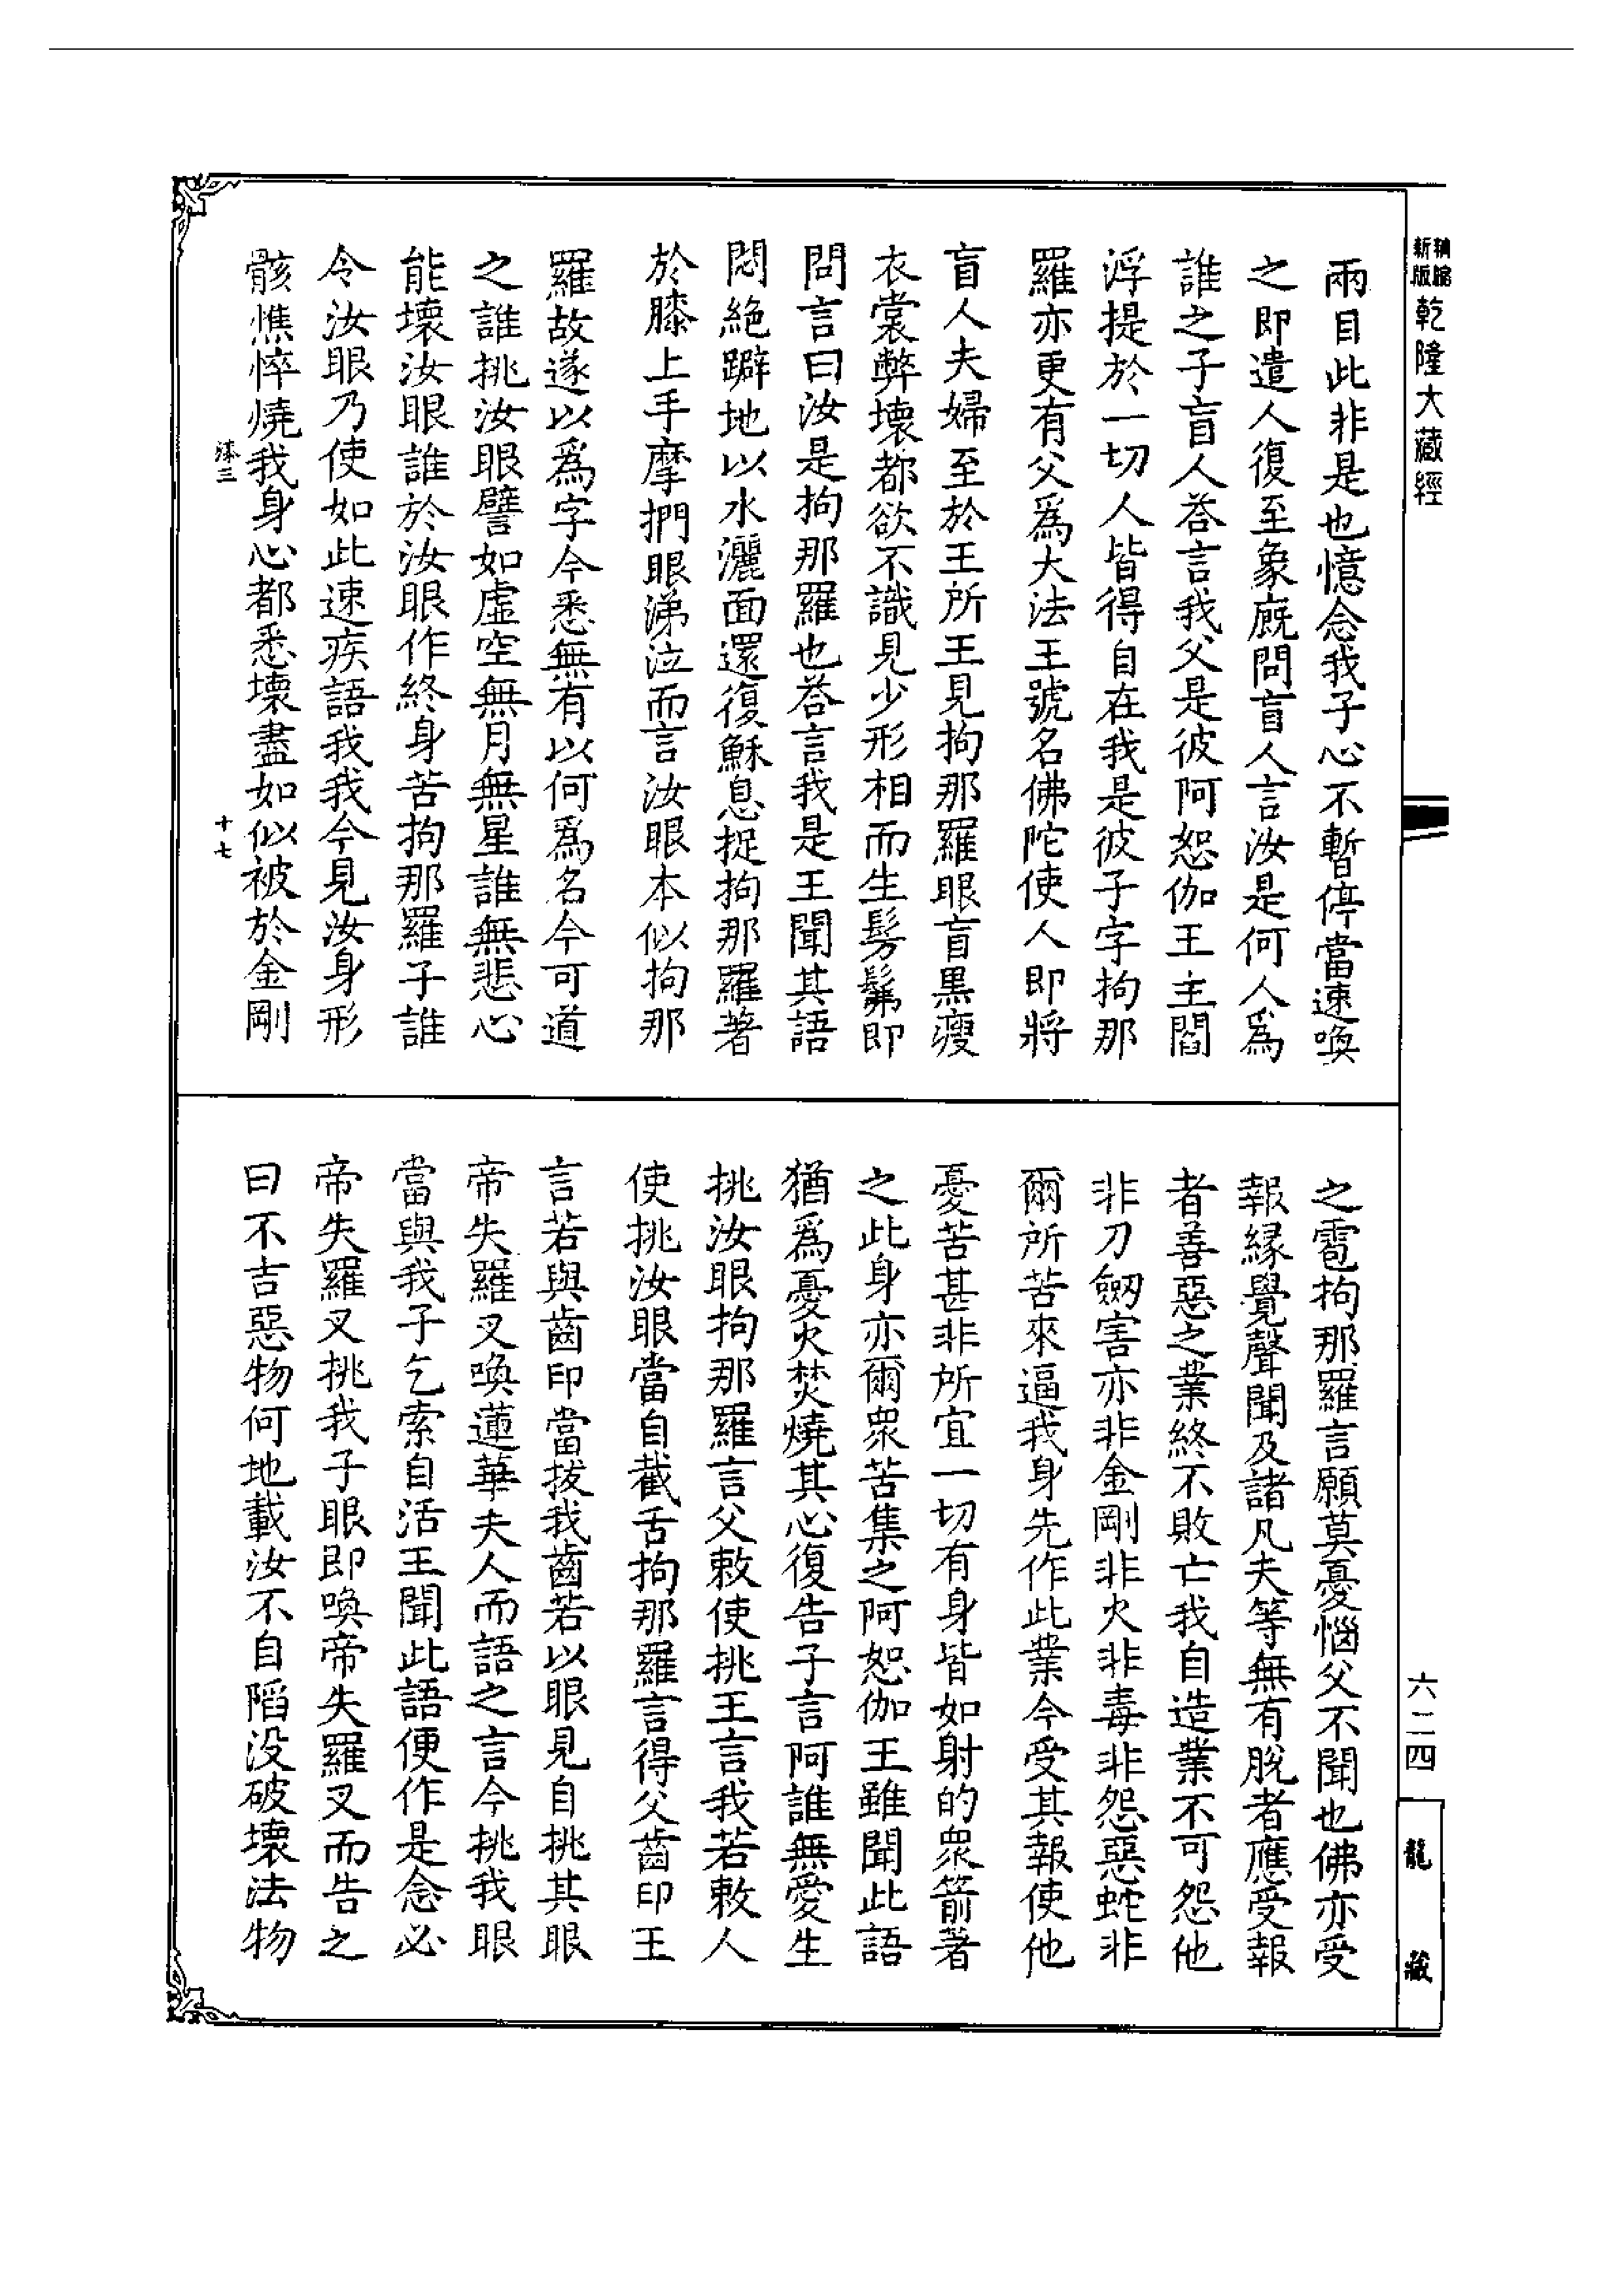 新版精縮乾隆大藏經
兩目此非是也憶念我子心不暫停當速喚
之即遣人復至象廐問盲人言汝是何人為
誰之子盲人荅言我父是彼阿恕伽王主閻
浮提於一切人皆得自在我是彼子字拘那
羅亦更有父為大法王號名佛陀使人即將
盲人夫婦至於王所王見拘那羅眼盲黒瘦
衣裳弊壞都欲不識見少形相而生髣髴即
問言曰汝是拘那羅也荅言我是王聞其語
悶絶躃地以水灑面還復穌息捉拘那羅著
於膝上手摩捫眼涕泣而言汝眼本似拘那
羅故遂以爲字今悉無有以何爲名今可道
之誰挑汝眼譬如虛空無月無星誰無悲心
能壞汝眼誰於汝眼作終身苦拘那羅子誰
令汝眼乃使如此速疾語我我今見汝身形
骸憔悴燒我身心都悉壞盡如似被於金剛
漆三
十七
之雹拘那羅言願莫憂惱父不聞也佛亦受
報緣覺聲聞及諸凡夫等無有脫者應受報
者善惡之業終不敗亡我自造業不可怨他
非刀劒害亦非金剛非火非毒非怨惡蛇非
爾所苦來逼我身先作此業今受其報使他
憂苦甚非所宜一切有身皆如射的衆箭著
之此身亦爾衆苦集之阿恕伽王雖聞此語
猶爲憂火焚燒其心復告子言阿誰無愛生
挑汝眼拘那羅言父敕使挑王言我若敕人
使挑汝眼當自截舌拘那羅言得父齒印王
言若與齒印當拔我齒若以眼見自挑其眼
帝失羅叉喚蓮華夫人而語之言今挑我眼
當與我子乞索自活王聞此語便作是念必
帝失羅叉挑我子眼即喚帝失羅叉而告之
曰不吉惡物何地載汝不自陷没破壞法物
六二四
龍藏